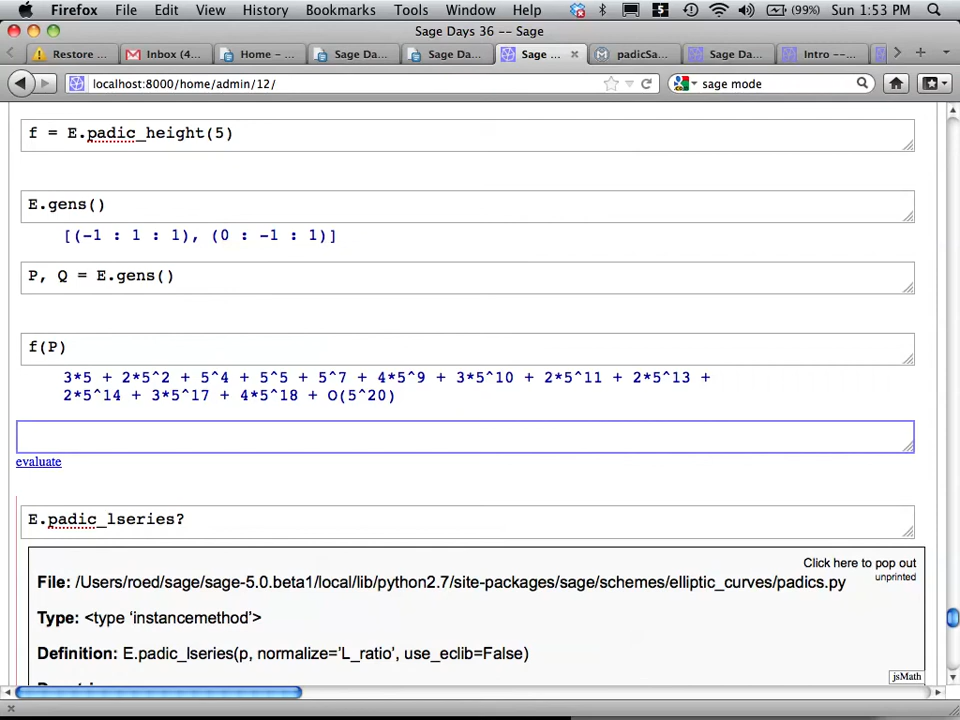 Firefox File Edit View History Bookmarks Tools Window Help (99%) Sun 1:53 PM
Sage Days 36 -- Sage
Restore ... Inbox (4... Home – ... Sage Da... Sage Da... Sage ... padicSa... Sage Da... Intro --...
localhost:8000/home/admin/12/ sage mode
f = E.padic_height(5)
E.gens()
[(-1 : 1 : 1), (0 : -1 : 1)]
P, Q = E.gens()
f(P)
3*5 + 2*5^2 + 5^4 + 5^5 + 5^7 + 4*5^9 + 3*5^10 + 2*5^11 + 2*5^13 +
2*5^14 + 3*5^17 + 4*5^18 + O(5^20)
evaluate
E.padic_lseries?
Click here to pop out
unprinted
File: /Users/roed/sage/sage-5.0.beta1/local/lib/python2.7/site-packages/sage/schemes/elliptic_curves/padics.py
Type: <type ‘instancemethod’>
Definition: E.padic_lseries(p, normalize=’L_ratio’, use_eclib=False)
jsMath